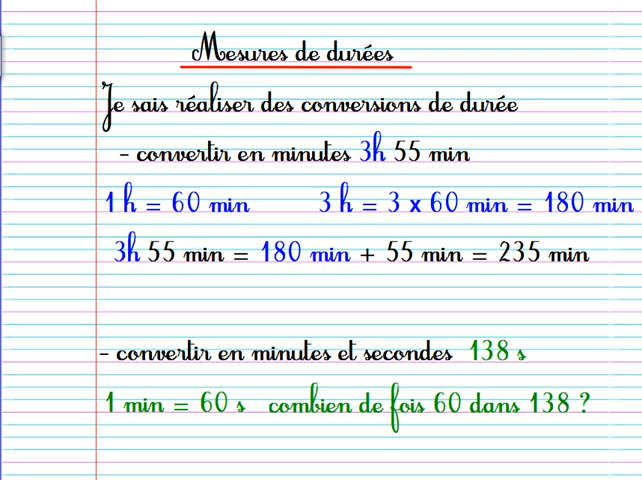 Mesures de durées
Je sais réaliser des conversions de durée
- convertir en minutes 3h 55 min
1 h = 60 min 3 h = 3 x 60 min = 180 min
3h 55 min = 180 min + 55 min = 235 min
- convertir en minutes et secondes 138 s
1 min = 60 s combien de fois 60 dans 138 ?